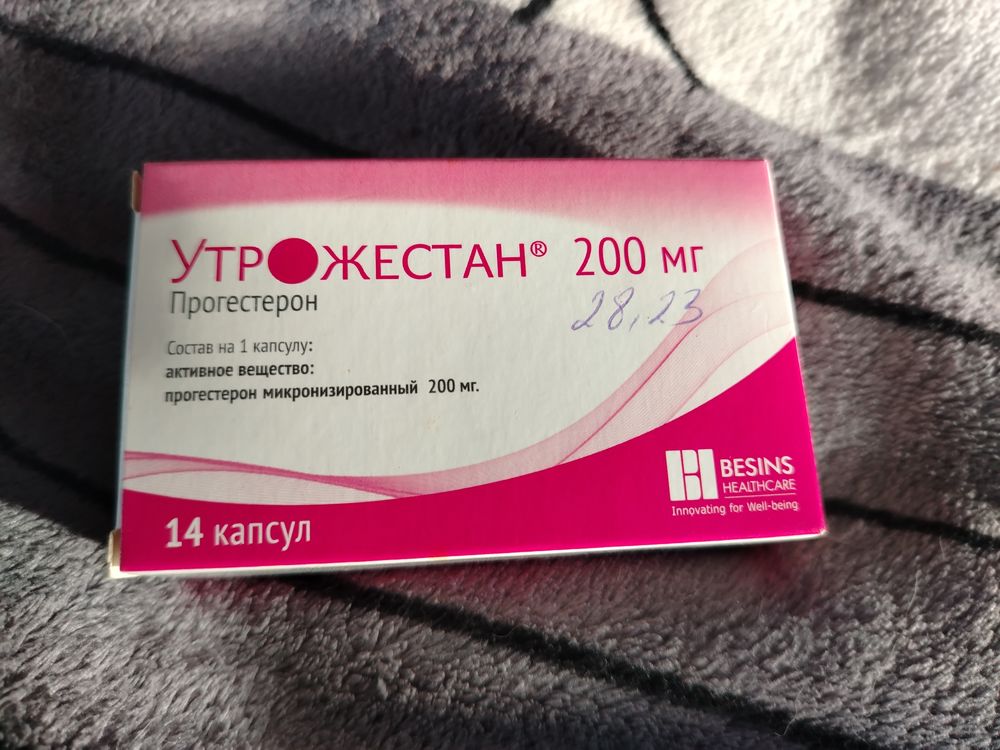 УТРОЖЕСТАН® 200 мг
Прогестерон
28,23
Состав на 1 капсулу:
активное вещество:
прогестерон микронизированный 200 мг.
BESINS
HEALTHCARE
Innovating for Well-being
14 капсул